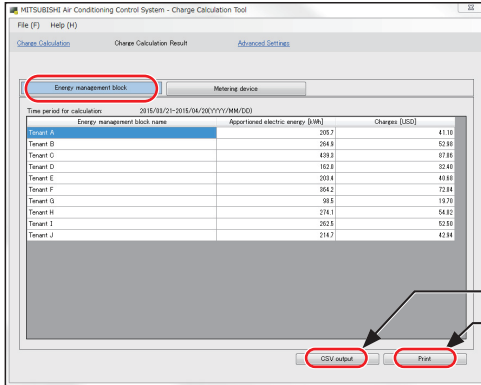 MITSUBISHI Air Conditioning Control System - Charge Calculation Tool
File (F) Help (H)
Charge Calculation Charge Calculation Result Advanced Settings
Energy management block Metering device
Time period for calculation: 2015/03/21-2015/04/20(YYYY/MM/DD)
Energy management block name Apportioned electric energy [kWh] Charges [USD]
Tenant A 205.7 41.10
Tenant B 264.9 52.98
Tenant C 439.3 87.86
Tenant D 162.0 32.40
Tenant E 203.4 40.68
Tenant F 364.2 72.84
Tenant G 98.5 19.70
Tenant H 274.1 54.82
Tenant I 262.5 52.50
Tenant J 214.7 42.94
CSV output Print